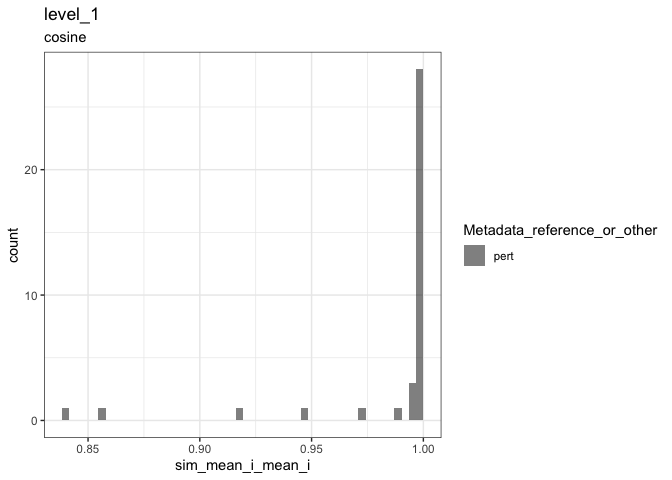 level_1
cosine
count
20
10
0
0.85 0.90 0.95 1.00
sim_mean_i_mean_i
Metadata_reference_or_other
pert